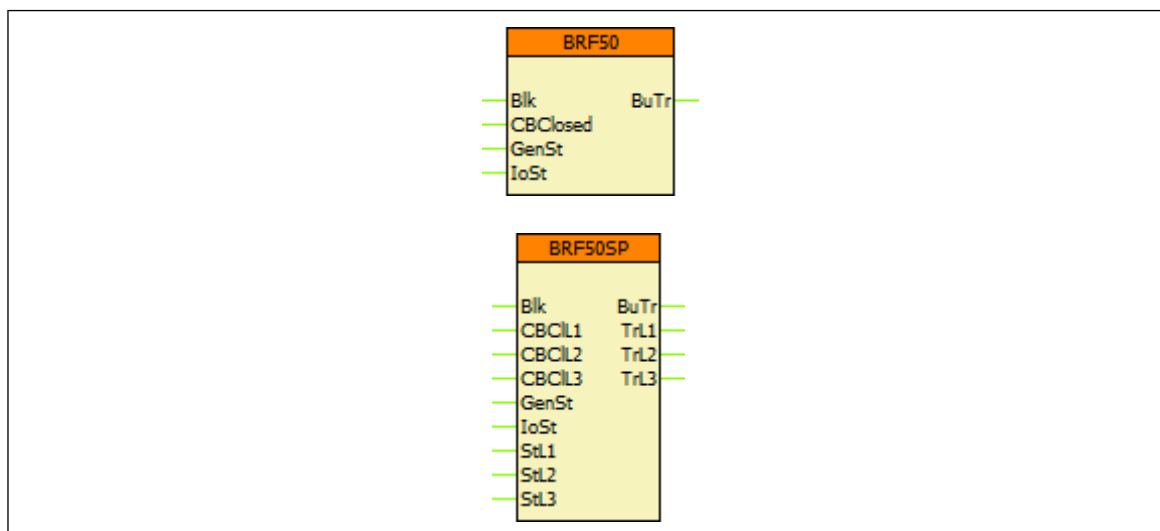 BRF50
Blk BuTr
CBClosed
GenSt
IoSt
BRF50SP
Blk BuTr
CBClL1 TrL1
CBClL2 TrL2
CBClL3 TrL3
GenSt
IoSt
StL1
StL2
StL3